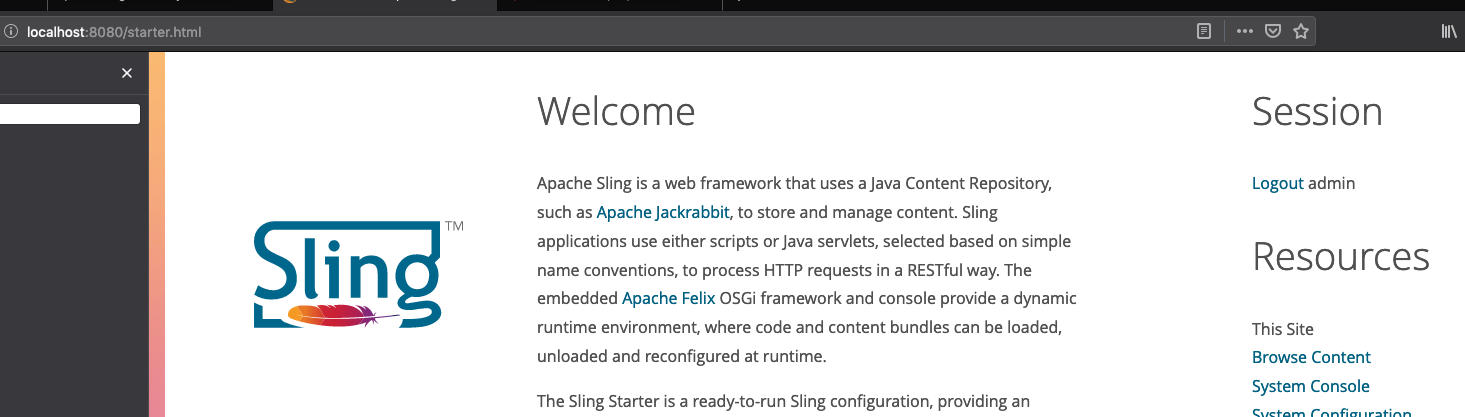 localhost:8080/starter.html
Welcome
Apache Sling is a web framework that uses a Java Content Repository,
such as Apache Jackrabbit, to store and manage content. Sling
applications use either scripts or Java servlets, selected based on simple
name conventions, to process HTTP requests in a RESTful way. The
embedded Apache Felix OSGi framework and console provide a dynamic
runtime environment, where code and content bundles can be loaded,
unloaded and reconfigured at runtime.
The Sling Starter is a ready-to-run Sling configuration, providing an
Sling TM
Session
Logout admin
Resources
This Site
Browse Content
System Console
System Configuration